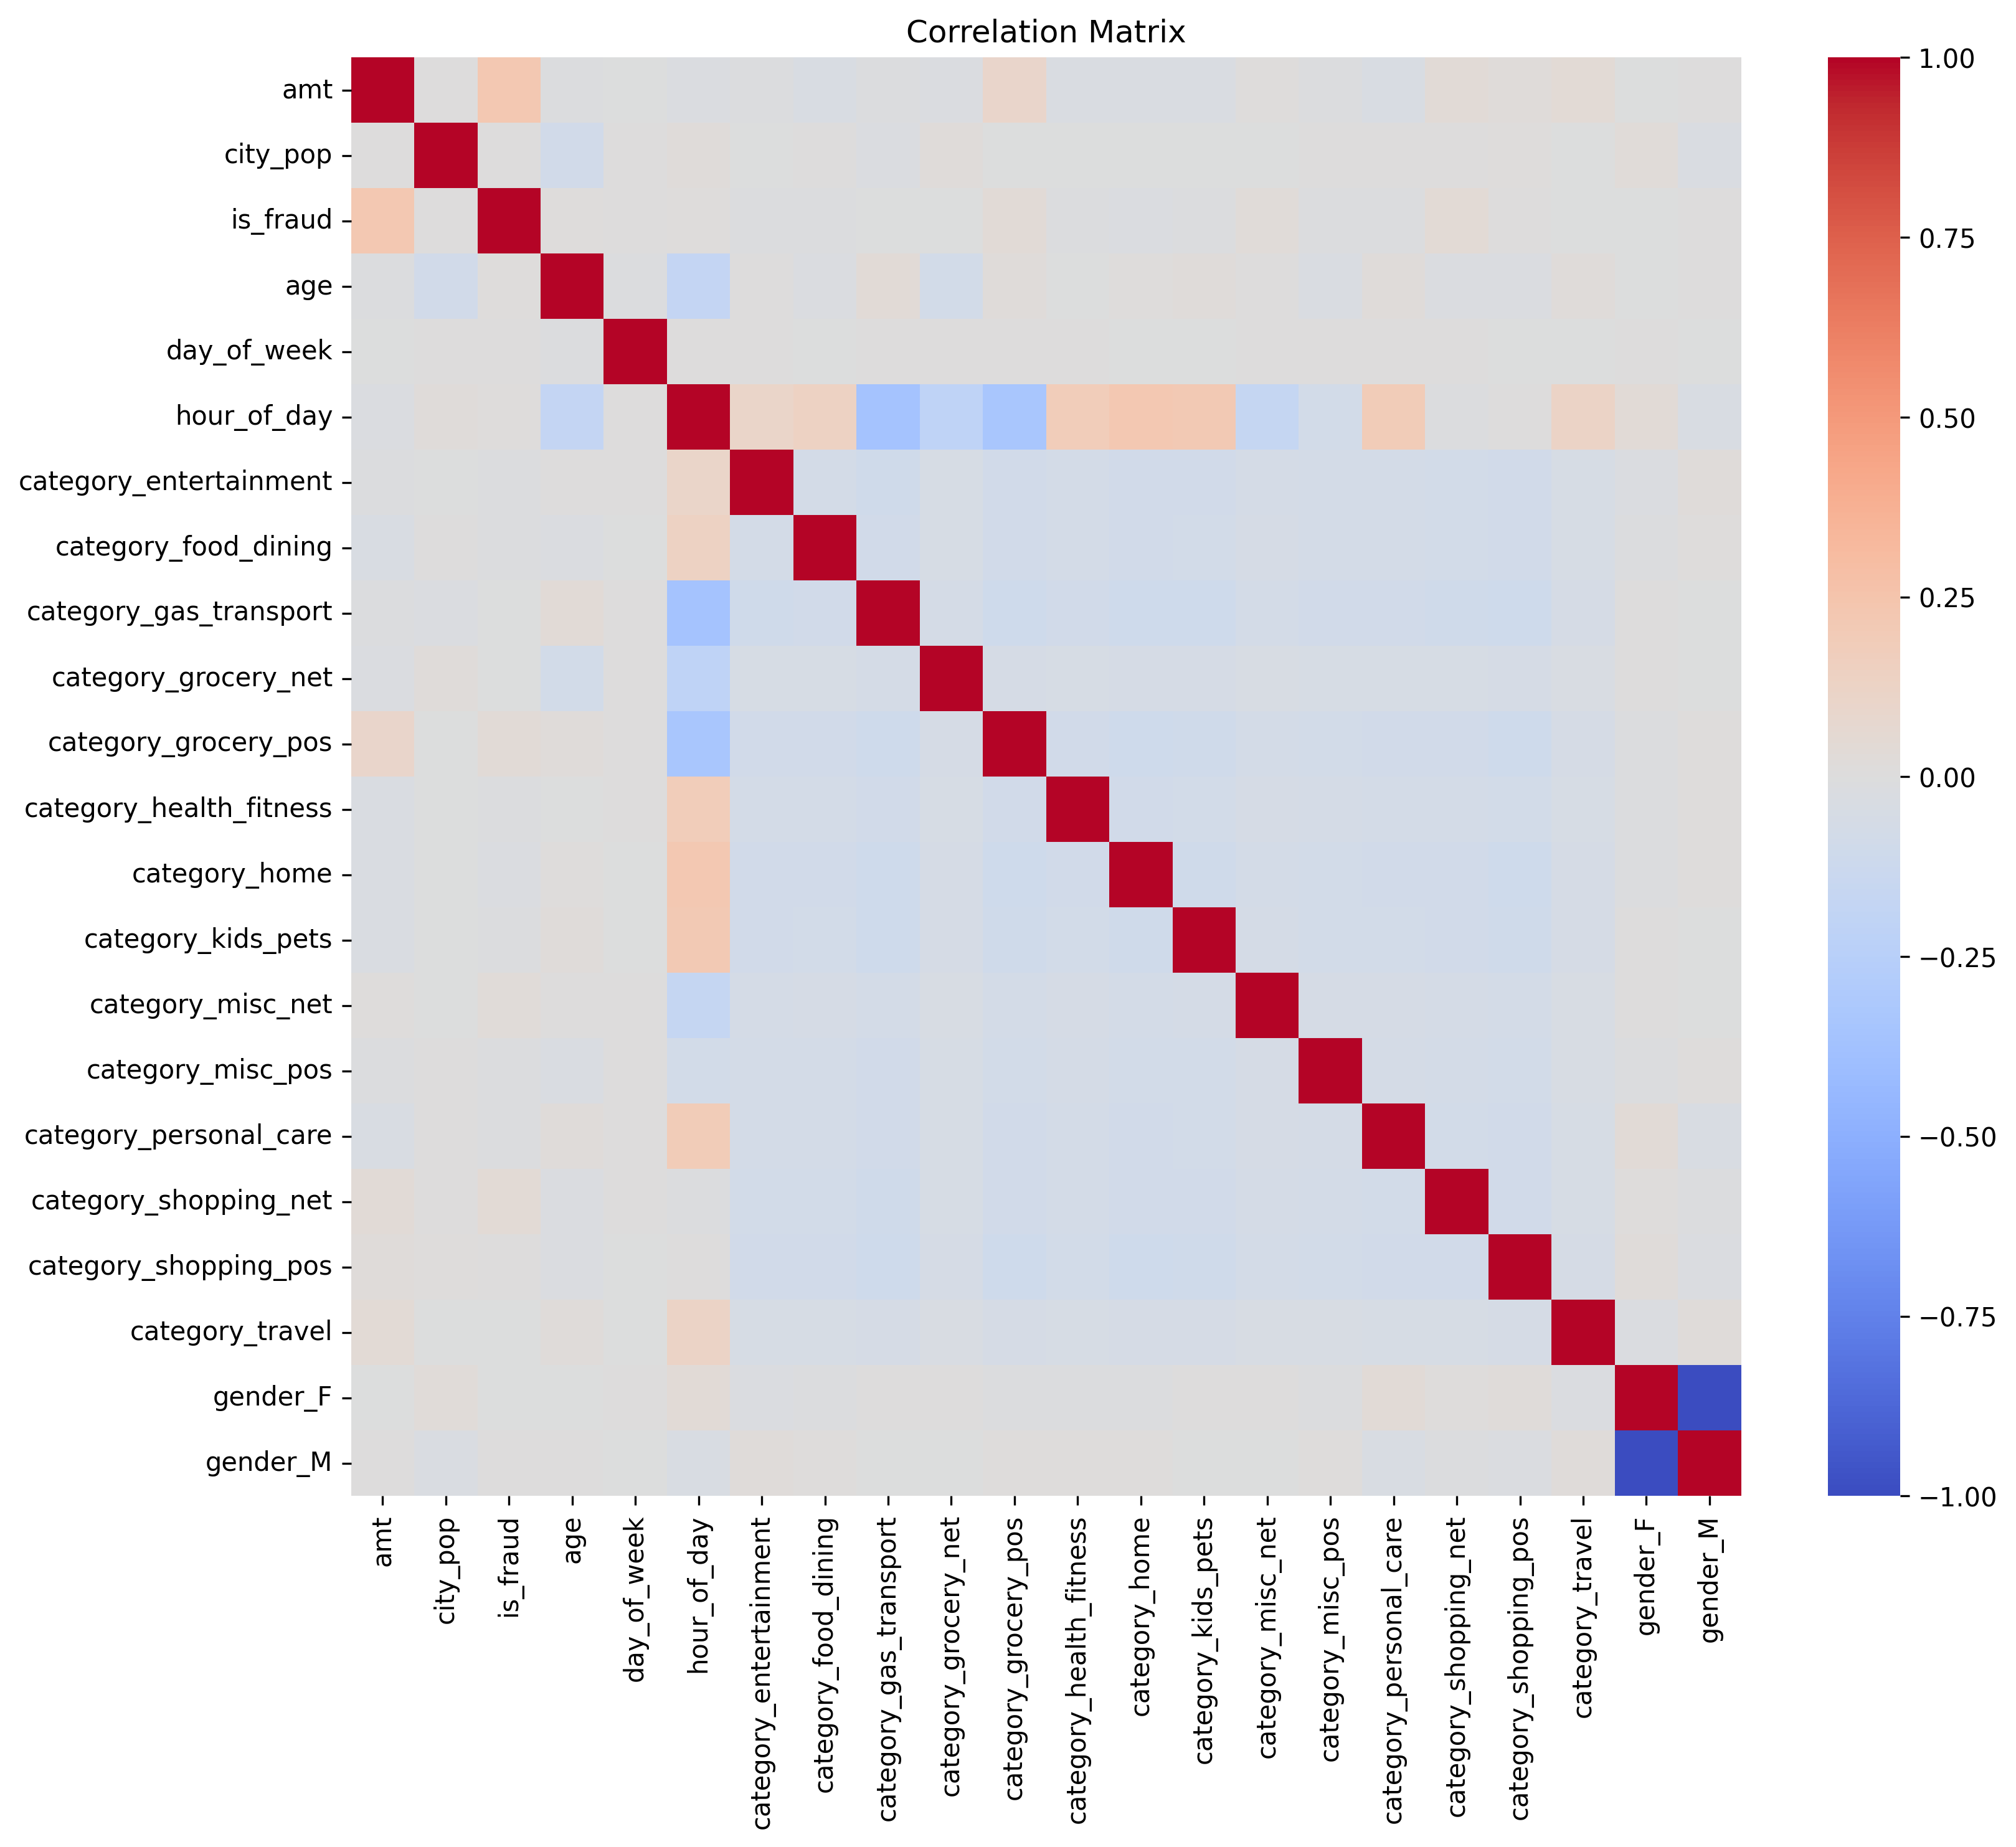 Correlation Matrix
amt
city_pop
is_fraud
age
day_of_week
hour_of_day
category_entertainment
category_food_dining
category_gas_transport
category_grocery_net
category_grocery_pos
category_health_fitness
category_home
category_kids_pets
category_misc_net
category_misc_pos
category_personal_care
category_shopping_net
category_shopping_pos
category_travel
gender_F
gender_M
amt
city_pop
is_fraud
age
day_of_week
hour_of_day
category_entertainment
category_food_dining
category_gas_transport
category_grocery_net
category_grocery_pos
category_health_fitness
category_home
category_kids_pets
category_misc_net
category_misc_pos
category_personal_care
category_shopping_net
category_shopping_pos
category_travel
gender_F
gender_M
1.00
0.75
0.50
0.25
0.00
−0.25
−0.50
−0.75
−1.00